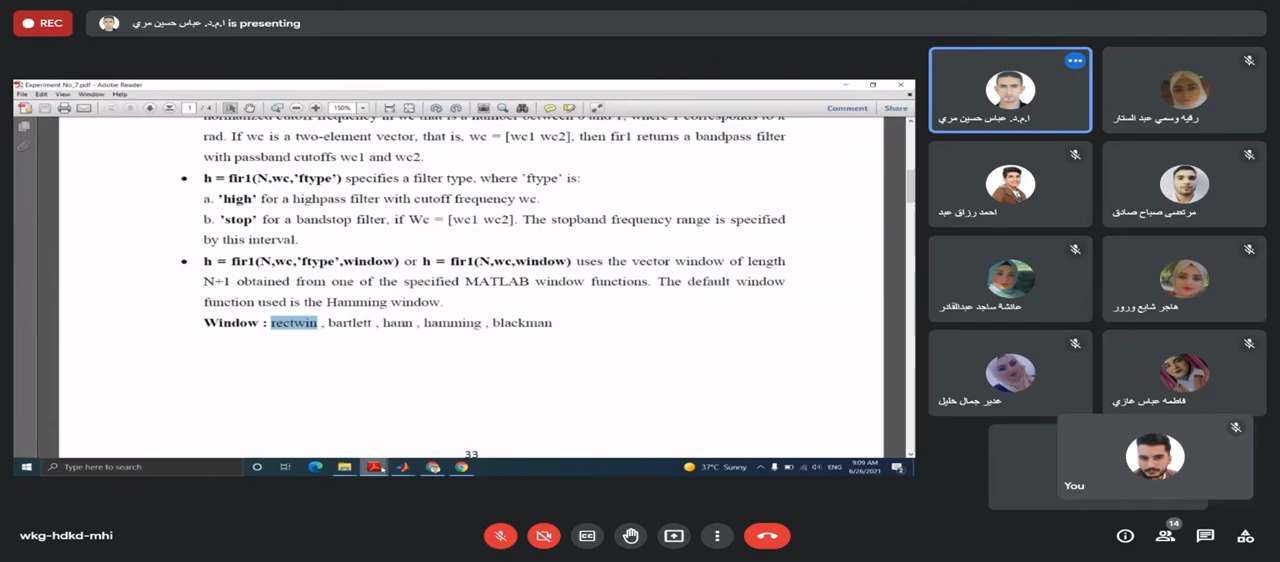 REC
ا.م.د. عباس حسين مري is presenting
Experiment No_7.pdf - Adobe Reader
File Edit View Window Help
1 / 4
150%
Comment Share
rad. If wc is a two-element vector, that is, wc = [wc1 wc2], then fir1 returns a bandpass filter
with passband cutoffs wc1 and wc2.
• h = fir1(N,wc,'ftype') specifies a filter type, where 'ftype' is:
a. 'high' for a highpass filter with cutoff frequency wc.
b. 'stop' for a bandstop filter, if Wc = [wc1 wc2]. The stopband frequency range is specified
by this interval.
• h = fir1(N,wc,'ftype',window) or h = fir1(N,wc,window) uses the vector window of length
N+1 obtained from one of the specified MATLAB window functions. The default window
function used is the Hamming window.
Window : rectwin , bartlett , hann , hamming , blackman
33
Type here to search
37°C Sunny
ENG
9:09 AM
6/26/2021
2
ا.م.د. عباس حسين مري
رقيه وسمي عبد الستار
احمد رزاق عبد
مرتضى صباح صادق
عائشة ساجد عبدالقادر
هاجر شايع ورور
غدير جمال خليل
فاطمه عباس غازي
You
wkg-hdkd-mhi
14